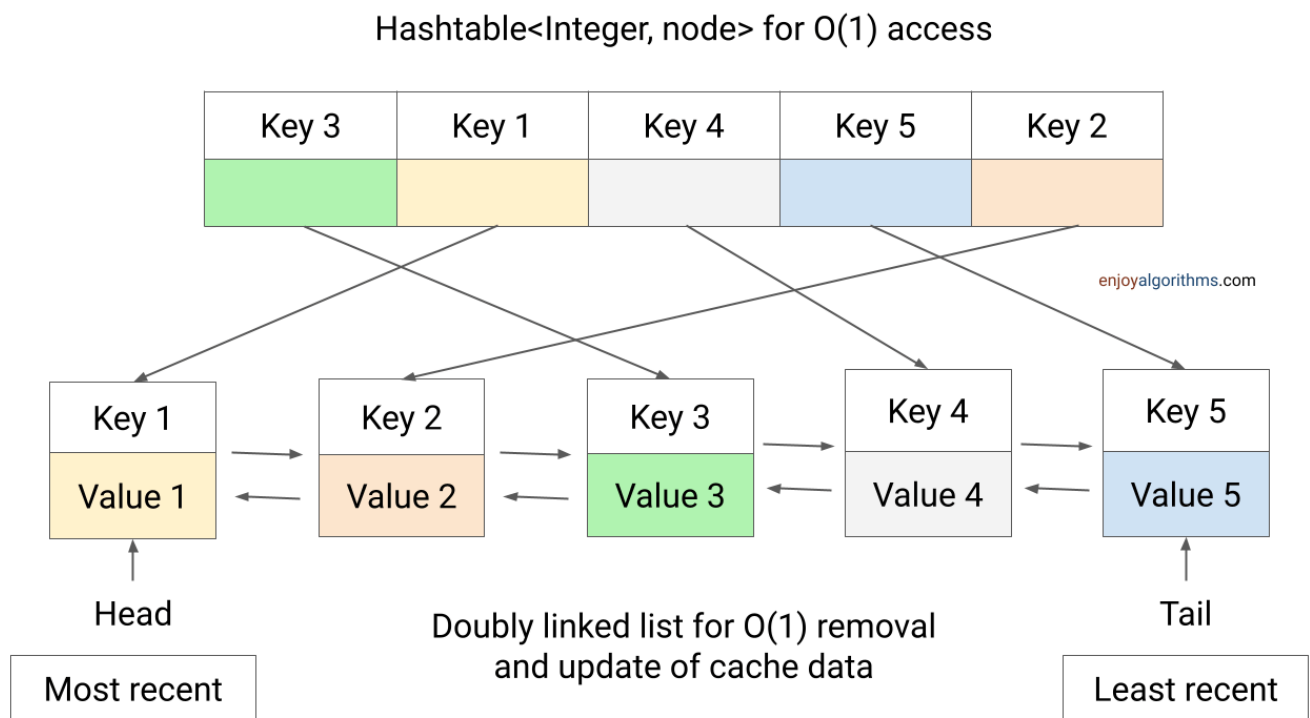 Hashtable<Integer, node> for O(1) access
Key 3 Key 1 Key 4 Key 5 Key 2
enjoyalgorithms.com
Key 1 Key 2 Key 3 Key 4 Key 5
Value 1 Value 2 Value 3 Value 4 Value 5
Head
Tail
Doubly linked list for O(1) removal
and update of cache data
Most recent
Least recent